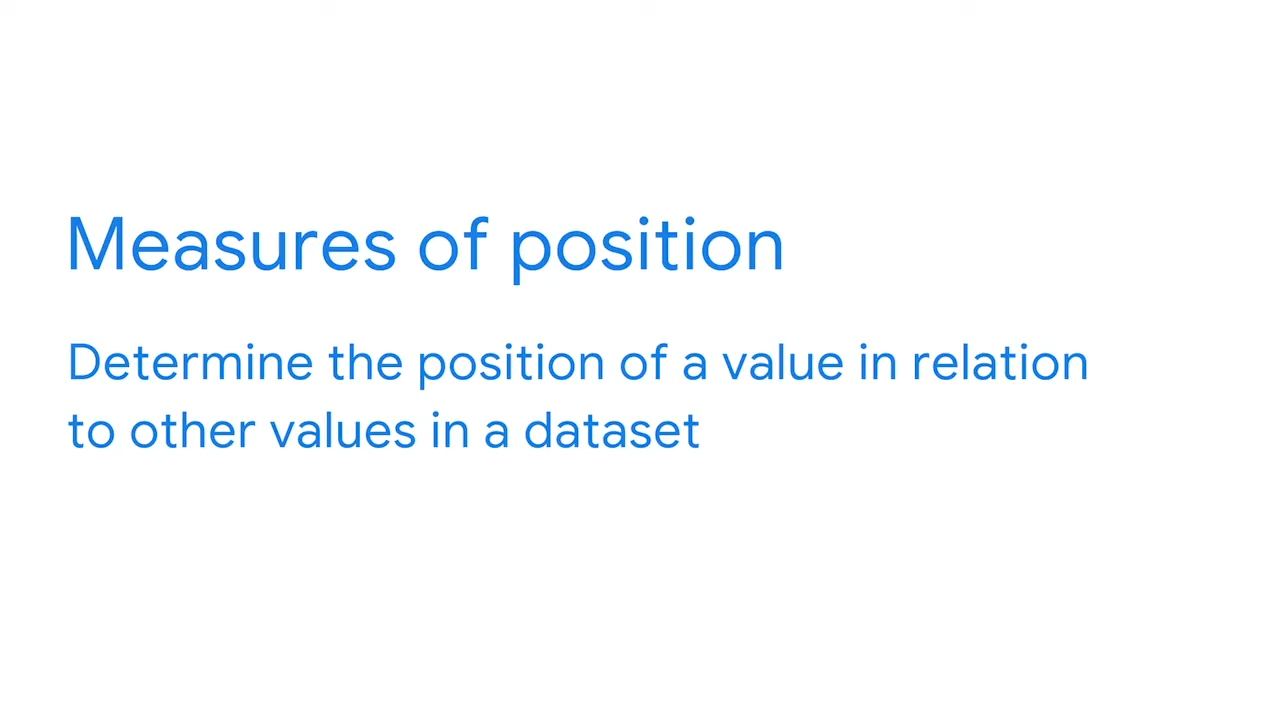 Measures of position
Determine the position of a value in relation
to other values in a dataset